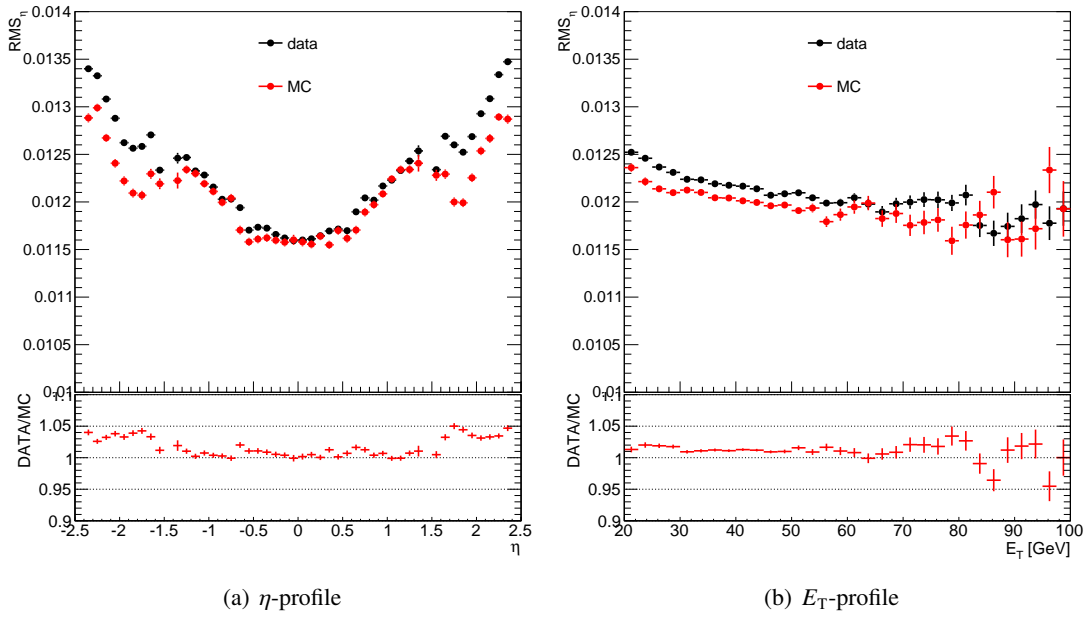 RMS_η
0.014
0.0135
0.013
0.0125
0.012
0.0115
0.011
0.0105
0.01
data
MC
DATA/MC
1.1
1.05
1
0.95
0.9
-2.5 -2 -1.5 -1 -0.5 0 0.5 1 1.5 2 2.5
η
(a) η-profile
RMS_η
0.014
0.0135
0.013
0.0125
0.012
0.0115
0.011
0.0105
0.01
data
MC
DATA/MC
1.1
1.05
1
0.95
0.9
20 30 40 50 60 70 80 90 100
E_T [GeV]
(b) E_T-profile